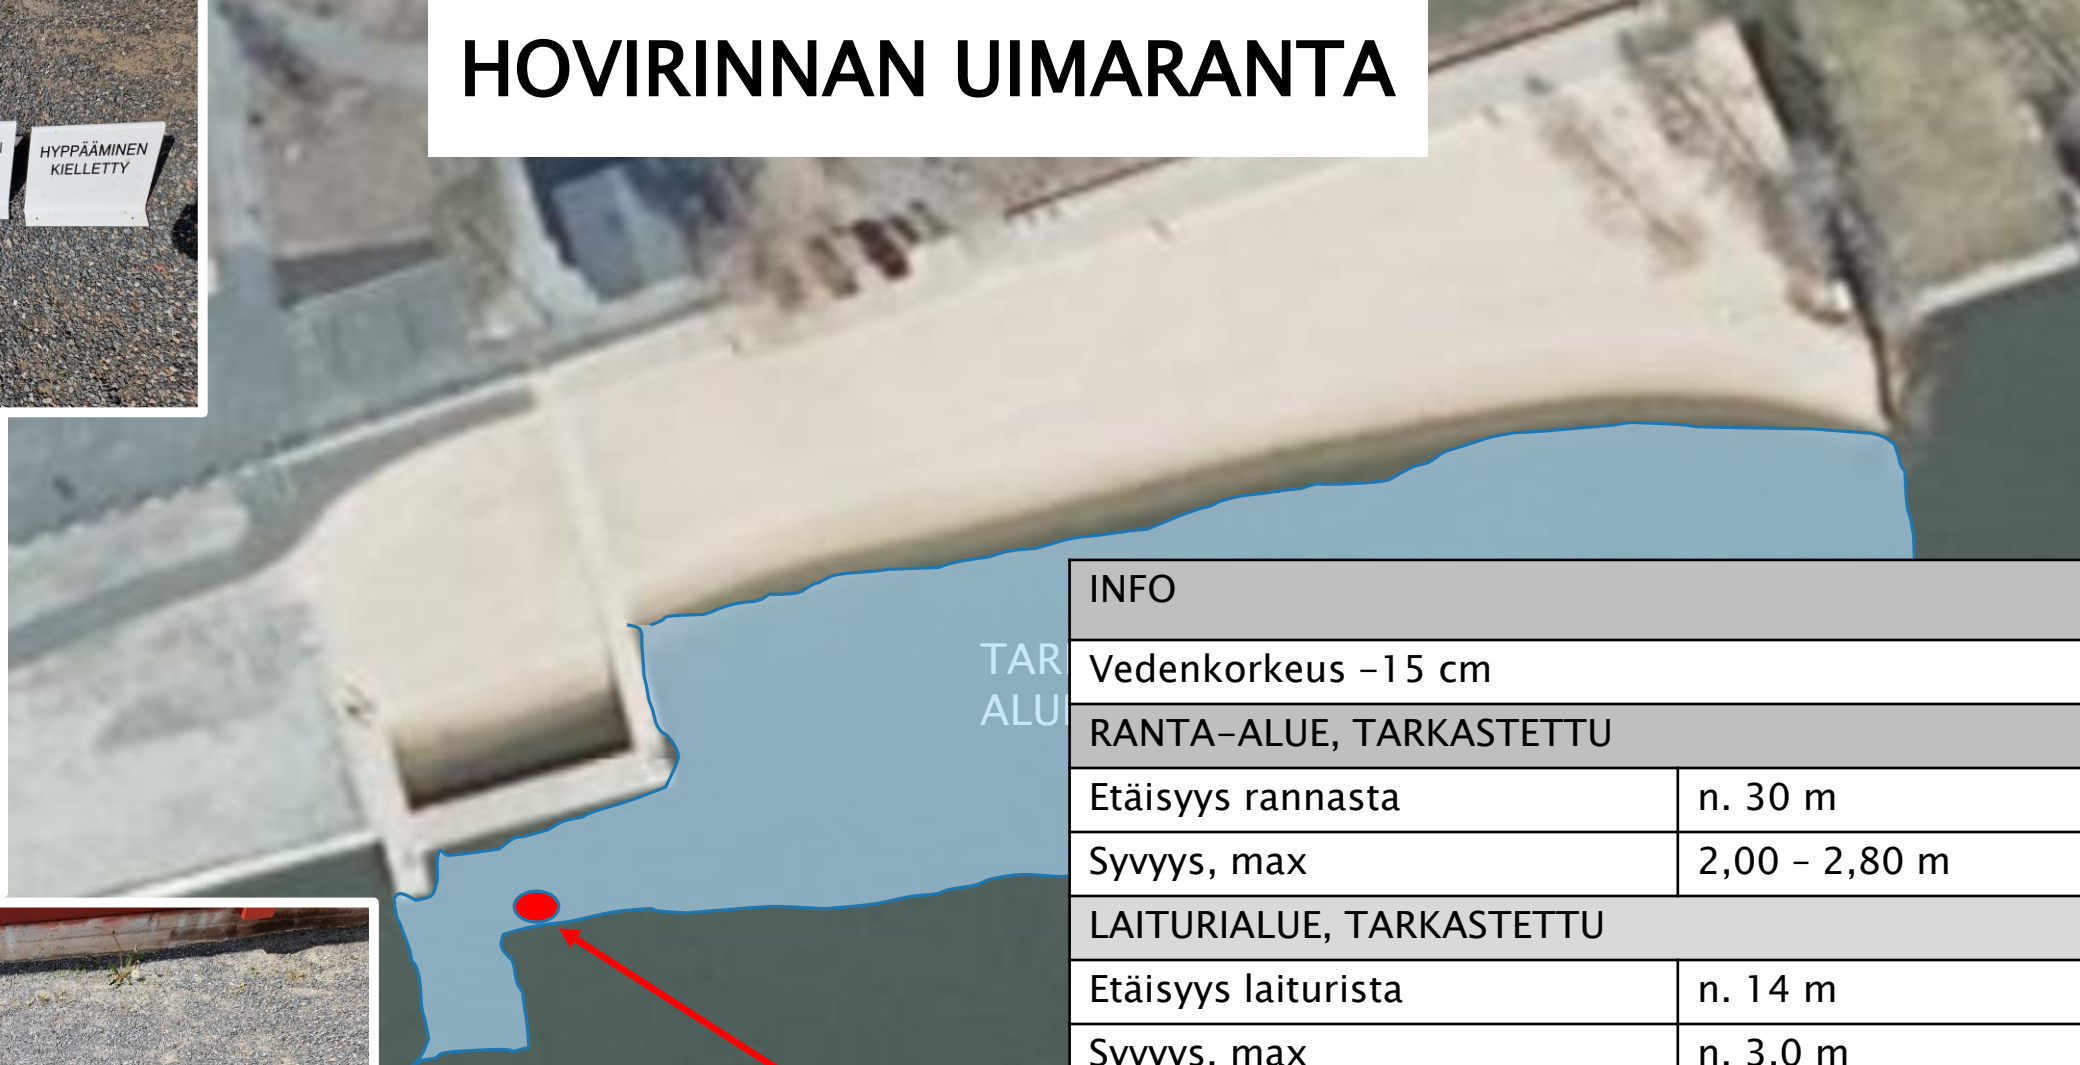 HOVIRINNAN UIMARANTA
HYPPÄÄMINEN
KIELLETTY
INFO
Vedenkorkeus -15 cm
RANTA-ALUE, TARKASTETTU
Etäisyys rannasta n. 30 m
Syvyys, max 2,00 – 2,80 m
LAITURIALUE, TARKASTETTU
Etäisyys laiturista n. 14 m
Syvyys, max n. 3,0 m